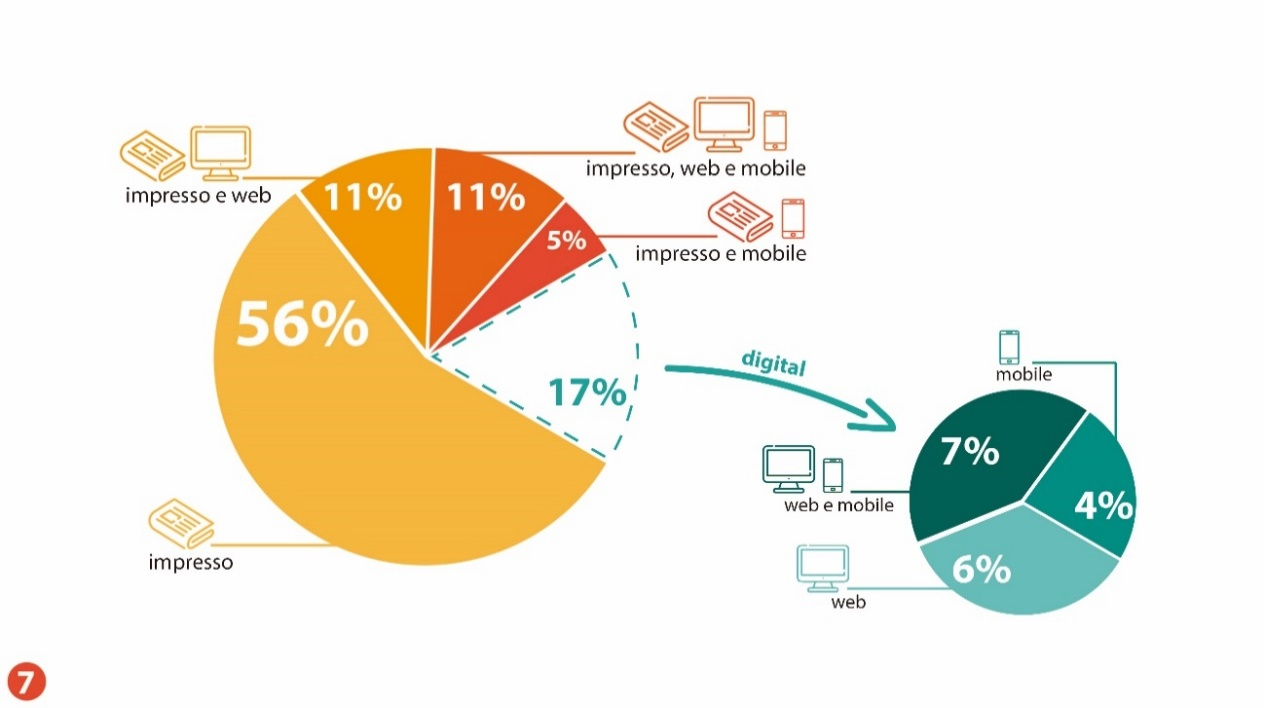 impresso, web e mobile
impresso e web
11%
11%
impresso e mobile
5%
56%
17%
digital
mobile
7%
web e mobile
4%
6%
impresso
web
7